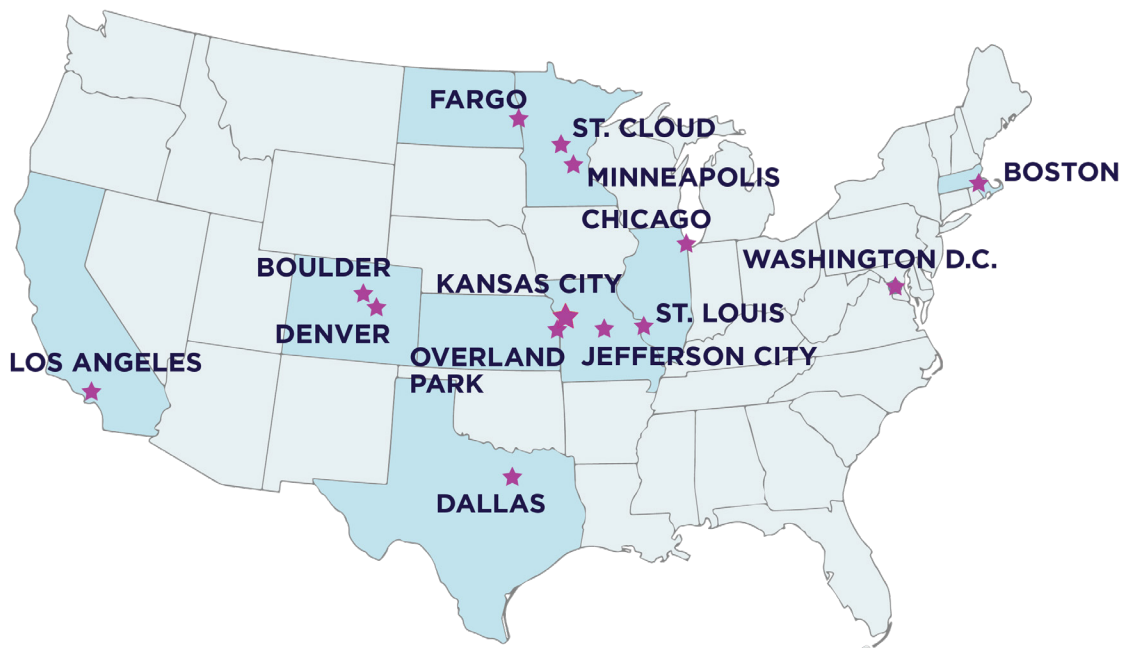 FARGO
ST. CLOUD
MINNEAPOLIS
BOSTON
CHICAGO
WASHINGTON D.C.
BOULDER
KANSAS CITY
DENVER
ST. LOUIS
LOS ANGELES
OVERLAND
PARK
JEFFERSON CITY
DALLAS